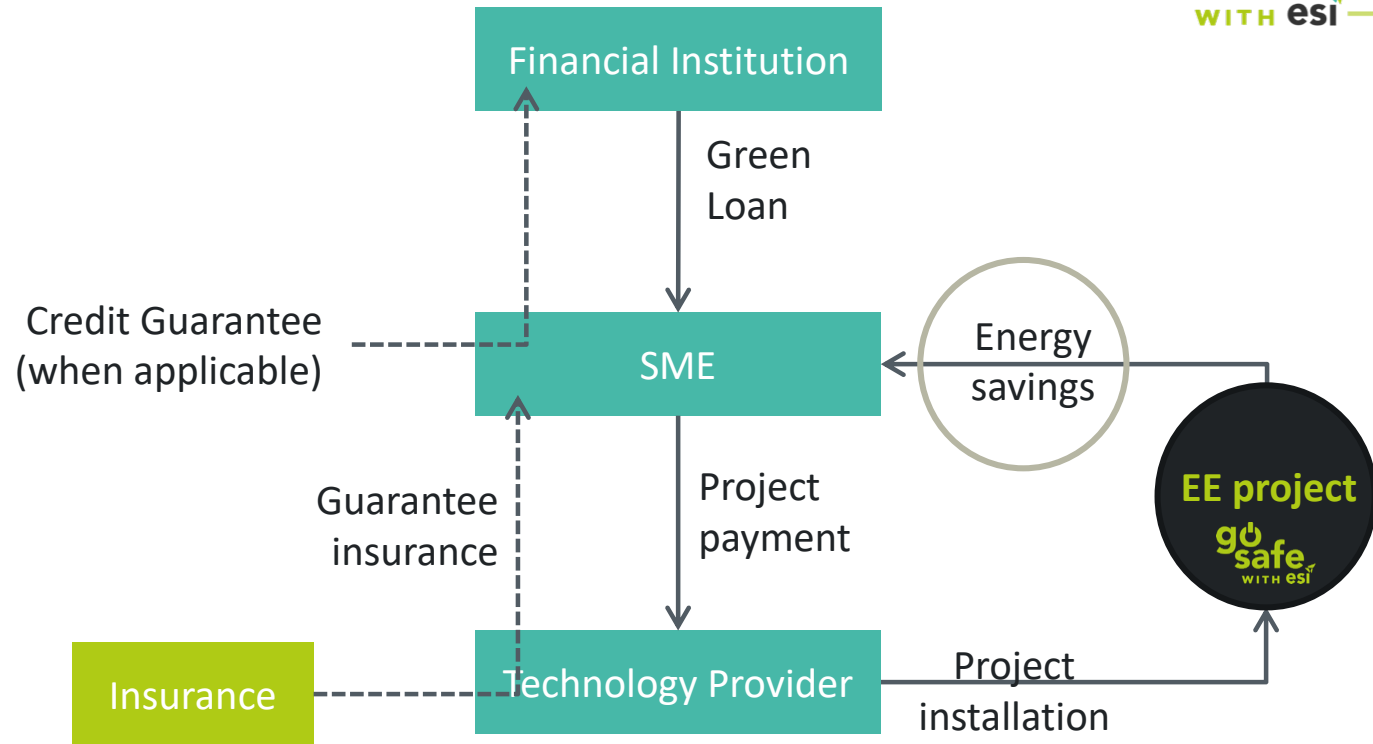 WITH esi
Financial Institution
Green
Loan
Credit Guarantee
(when applicable)
SME
Energy
savings
EE project
go
safe
WITH esi
Guarantee
insurance
Project
payment
Insurance
Technology Provider
Project
installation